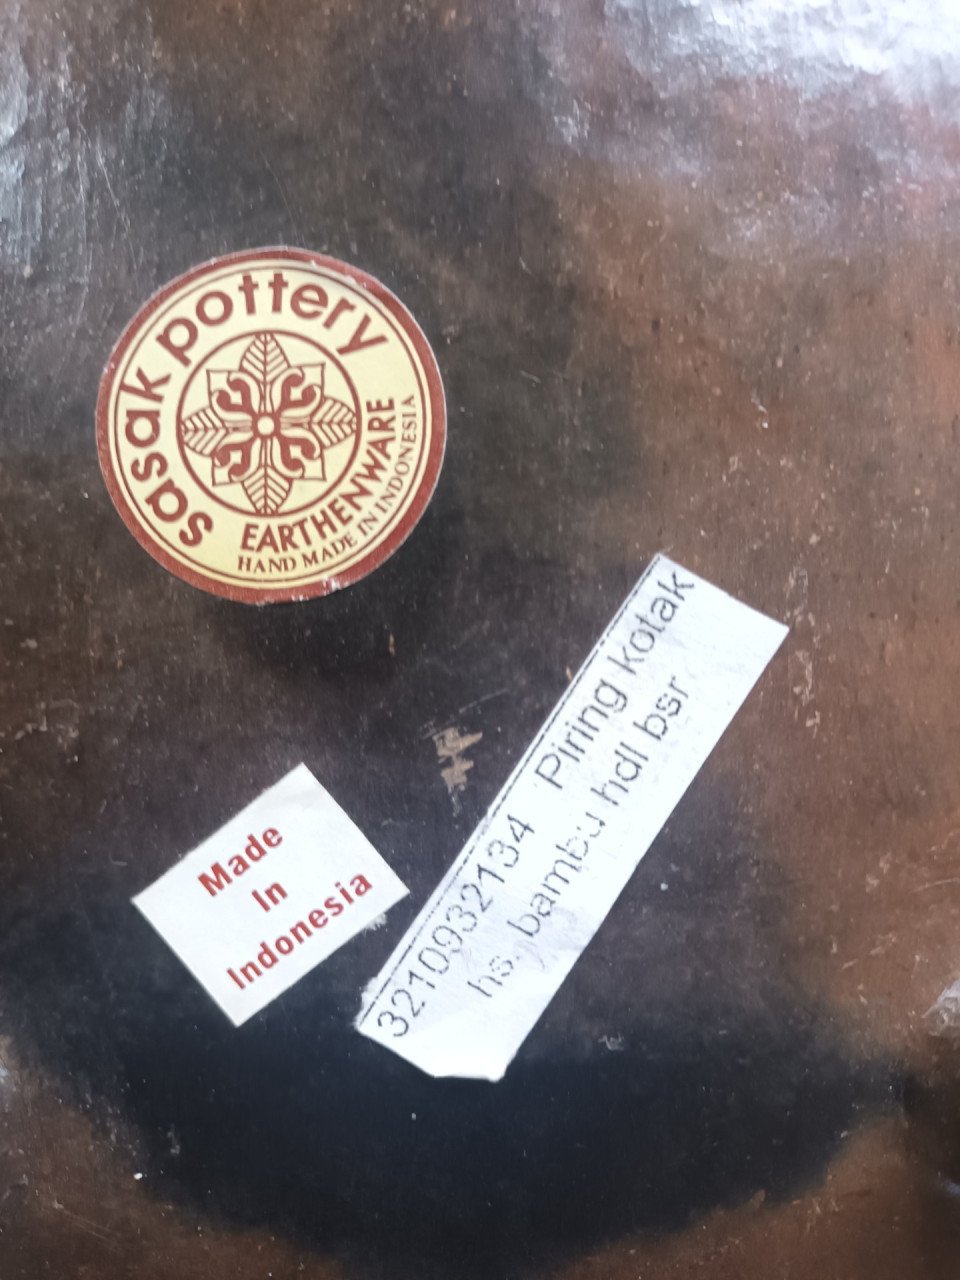 sasak pottery
EARTHENWARE
HAND MADE IN INDONESIA
3210932134 Piring kotak
hs. bambu hdl bsr
Made
In
Indonesia